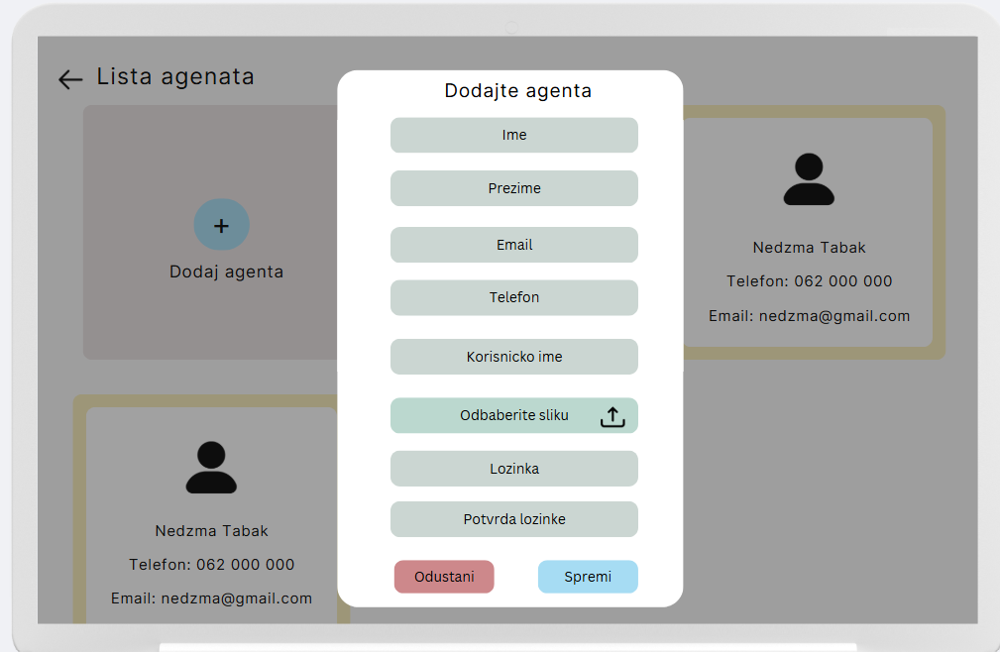 Lista agenata
+
Dodaj agenta
Dodajte agenta
Ime
Prezime
Email
Telefon
Korisnicko ime
Odbaberite sliku
Lozinka
Potvrda lozinke
Odustani
Spremi
Nedzma Tabak
Telefon: 062 000 000
Email: nedzma@gmail.com
Nedzma Tabak
Telefon: 062 000 000
Email: nedzma@gmail.com